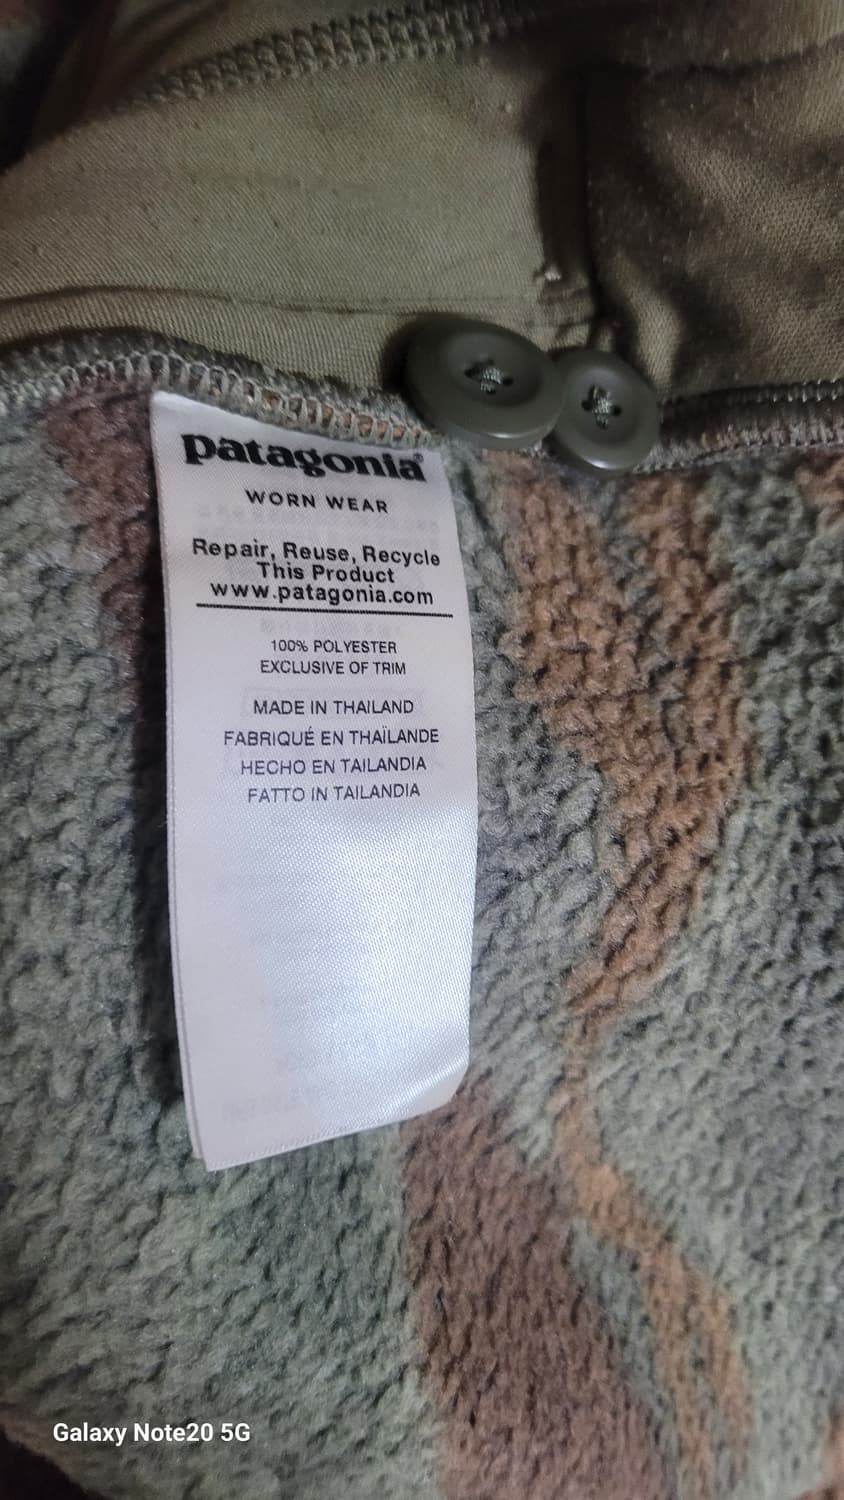 patagonia®
WORN WEAR
Repair, Reuse, Recycle
This Product
www.patagonia.com
100% POLYESTER
EXCLUSIVE OF TRIM
MADE IN THAILAND
FABRIQUÉ EN THAÏLANDE
HECHO EN TAILANDIA
FATTO IN TAILANDIA
Galaxy Note20 5G